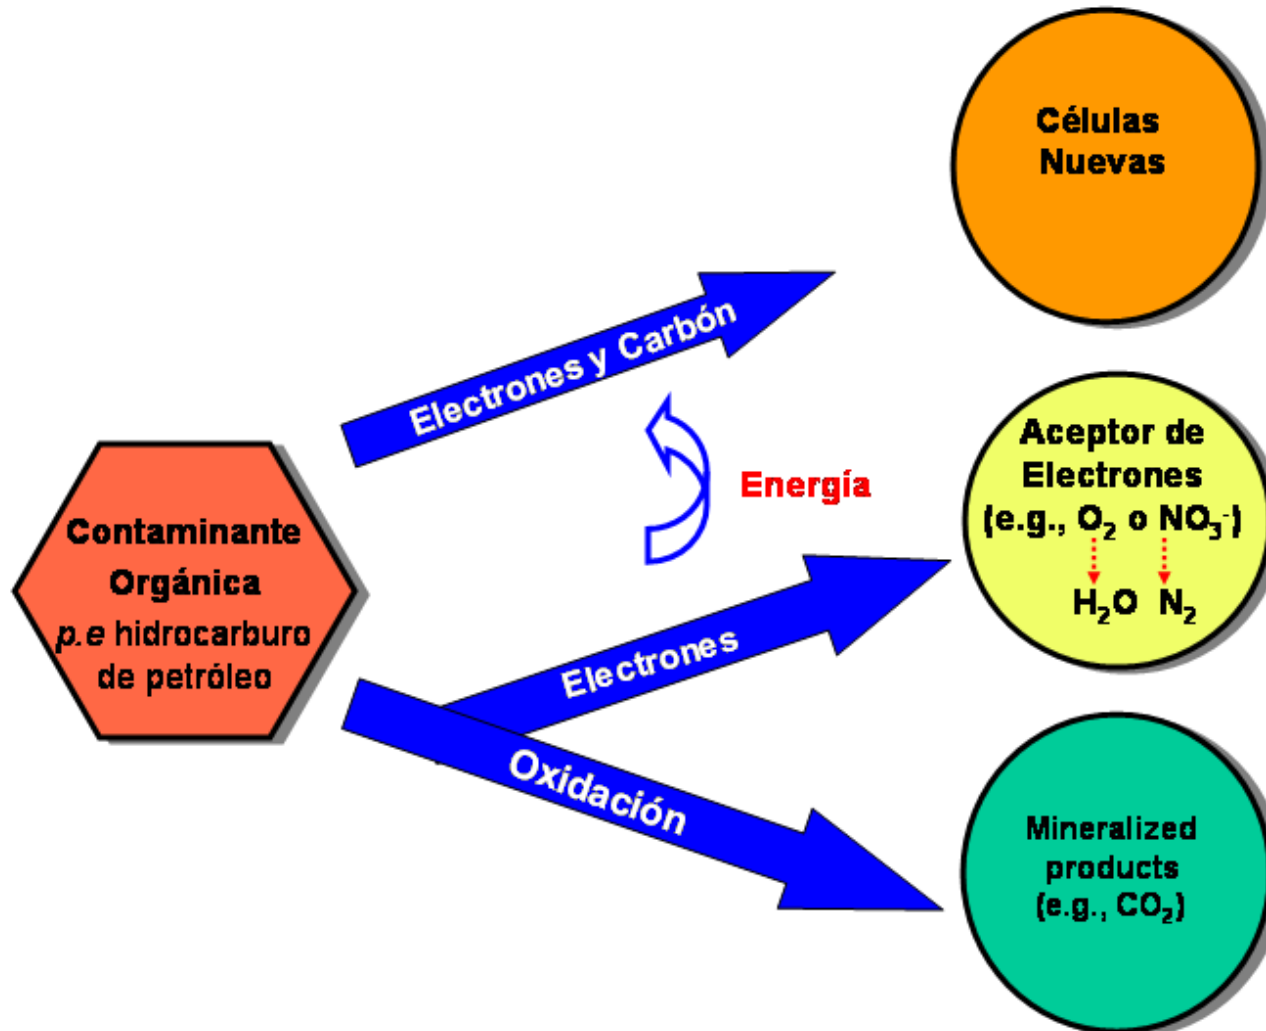 Células
Nuevas
Electrones y Carbón
Aceptor de
Electrones
(e.g., O₂ o NO₃⁻)
H₂O N₂
Energía
Contaminante
Orgánica
p.e hidrocarburo
de petróleo
Electrones
Oxidación
Mineralized
products
(e.g., CO₂)